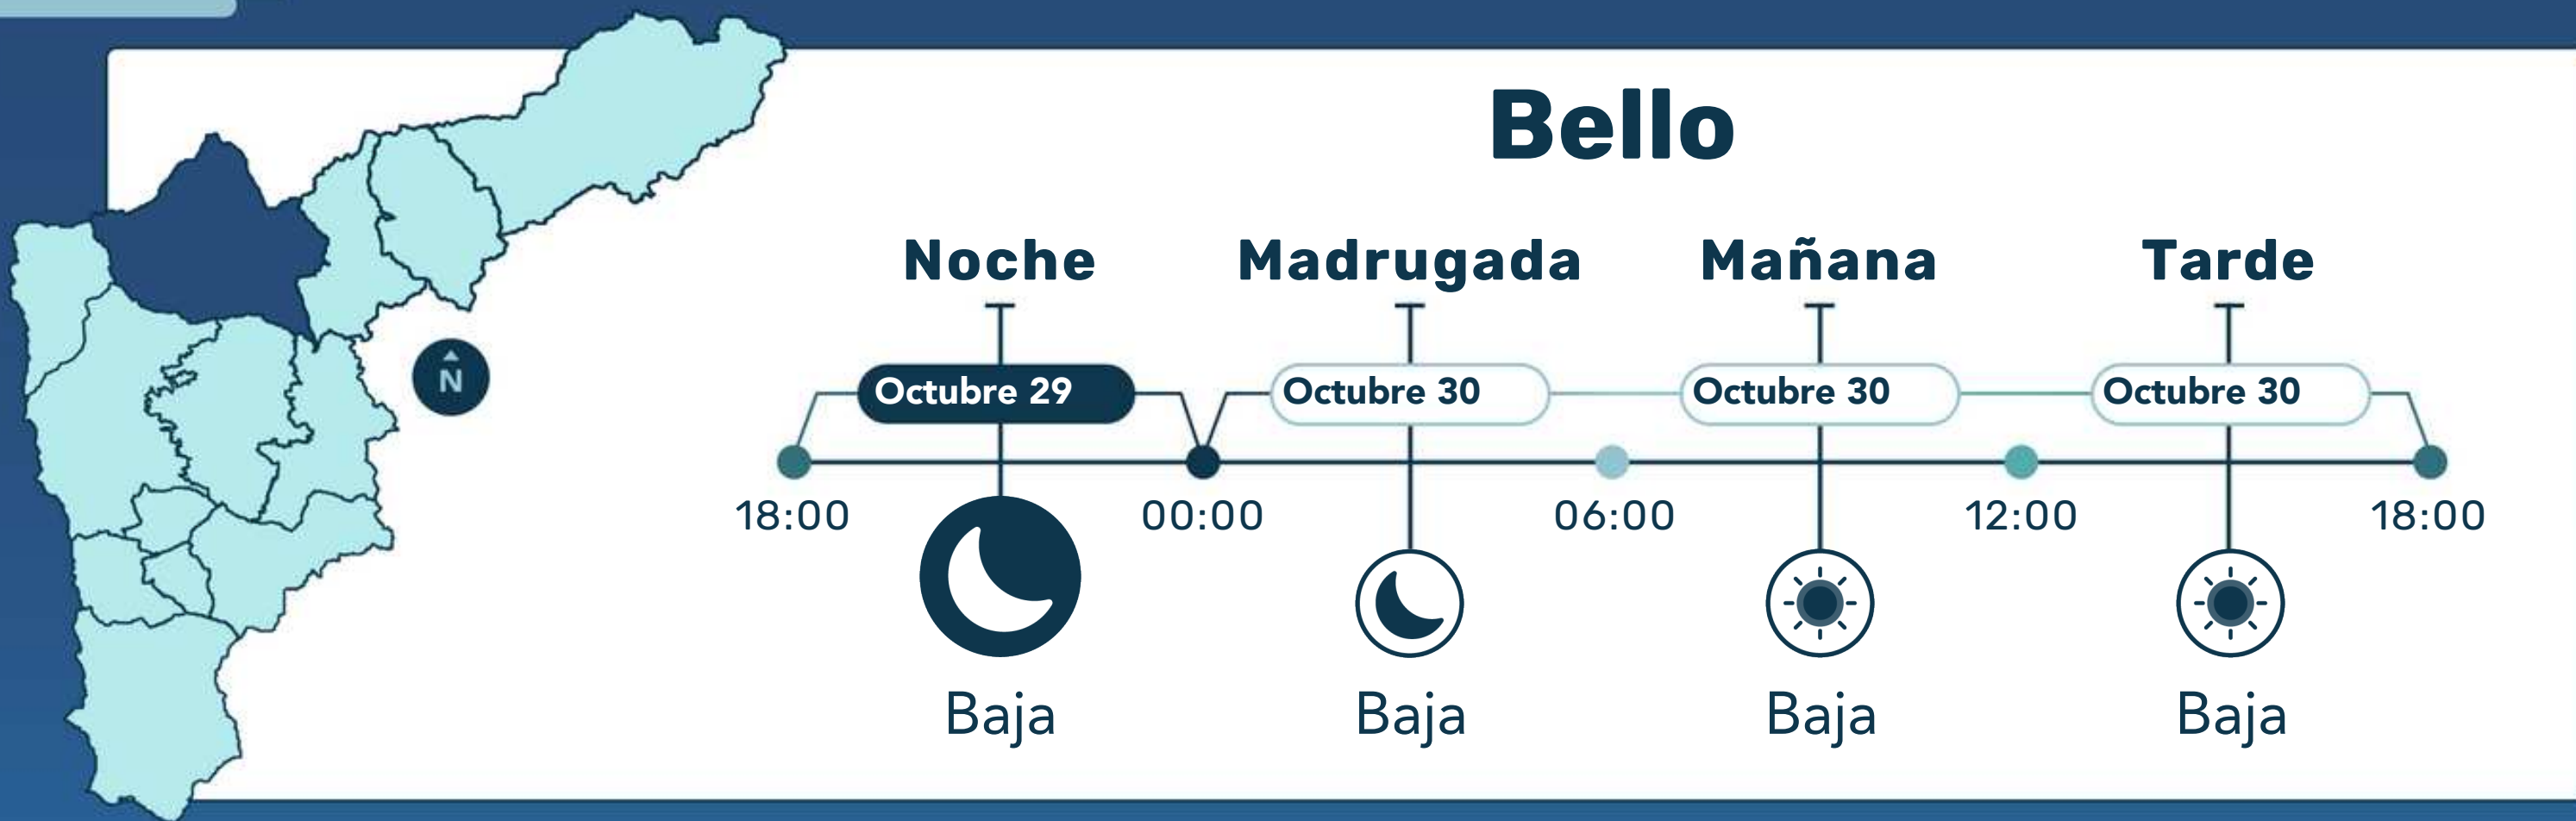 Bello
Noche
Madrugada
Mañana
Tarde
Octubre 29
Octubre 30
Octubre 30
Octubre 30
N
18:00
00:00
06:00
12:00
18:00
Baja
Baja
Baja
Baja